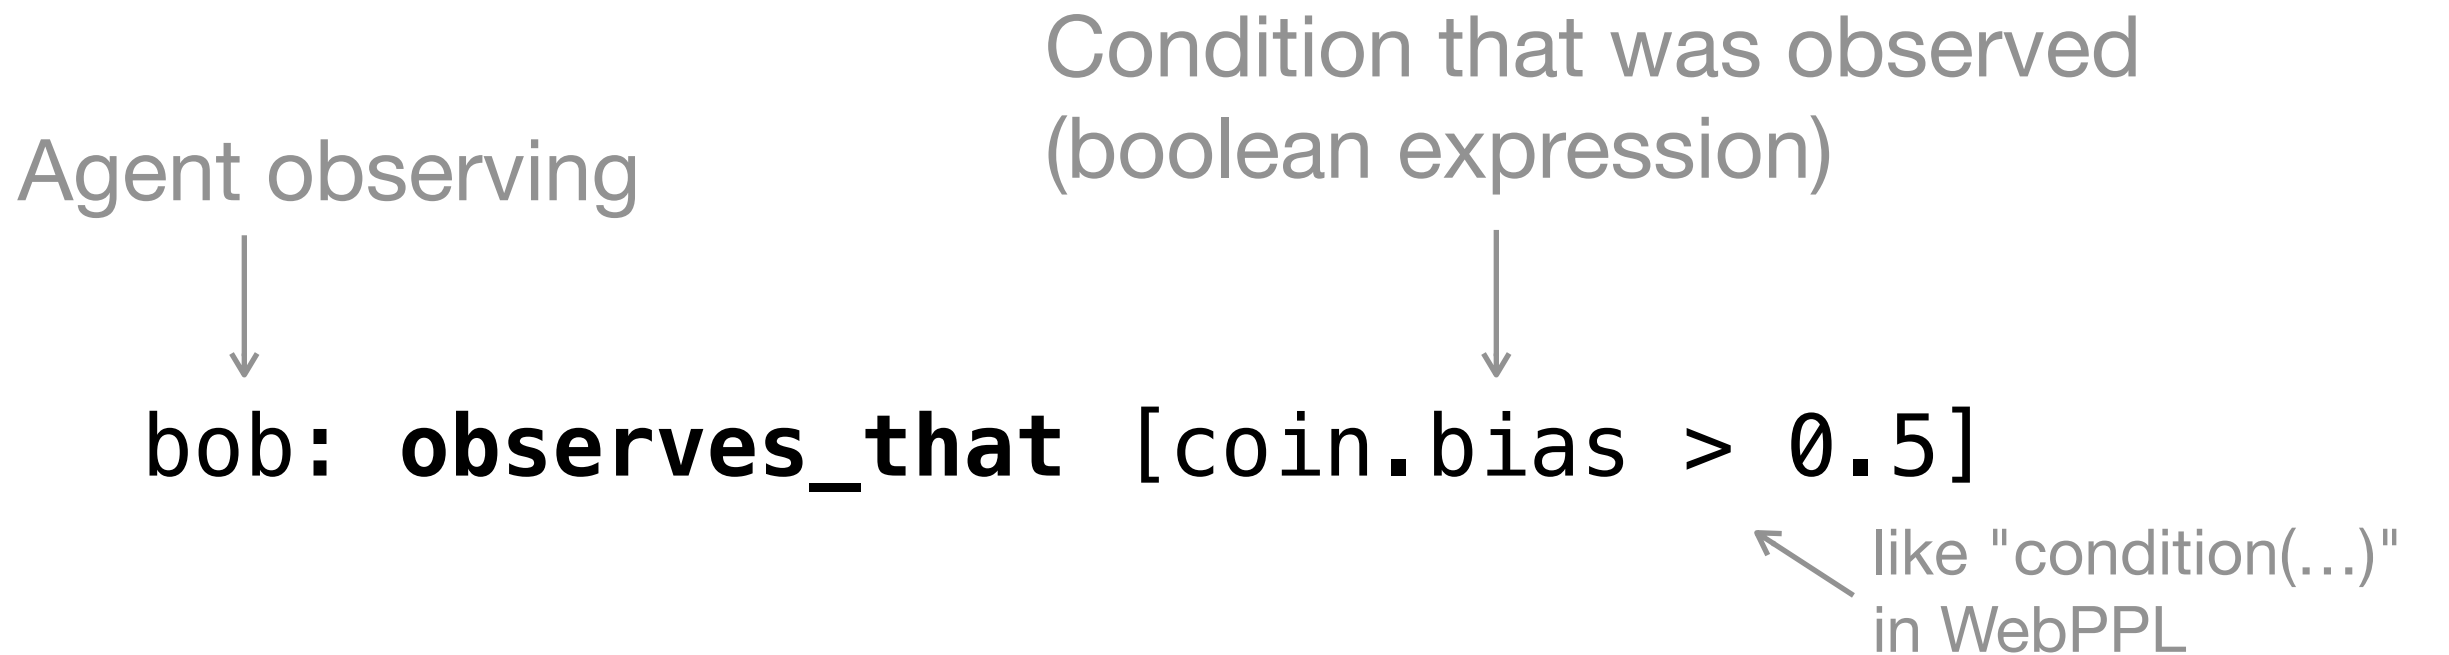 Condition that was observed
(boolean expression)
Agent observing
bob: observes_that [coin.bias > 0.5]
like "condition(…)"
in WebPPL